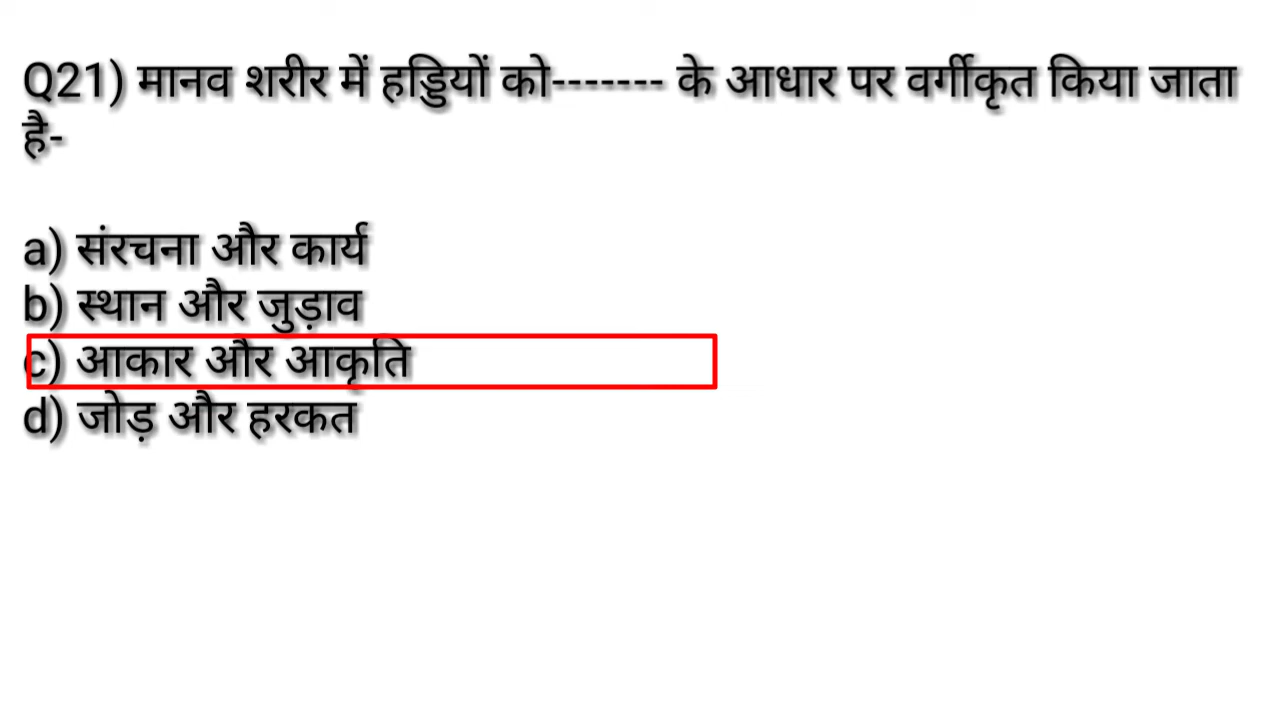 Q21) मानव शरीर में हड्डियों को------- के आधार पर वर्गीकृत किया जाता
है-
a) संरचना और कार्य
b) स्थान और जुड़ाव
c) आकार और आकृति
d) जोड़ और हरकत